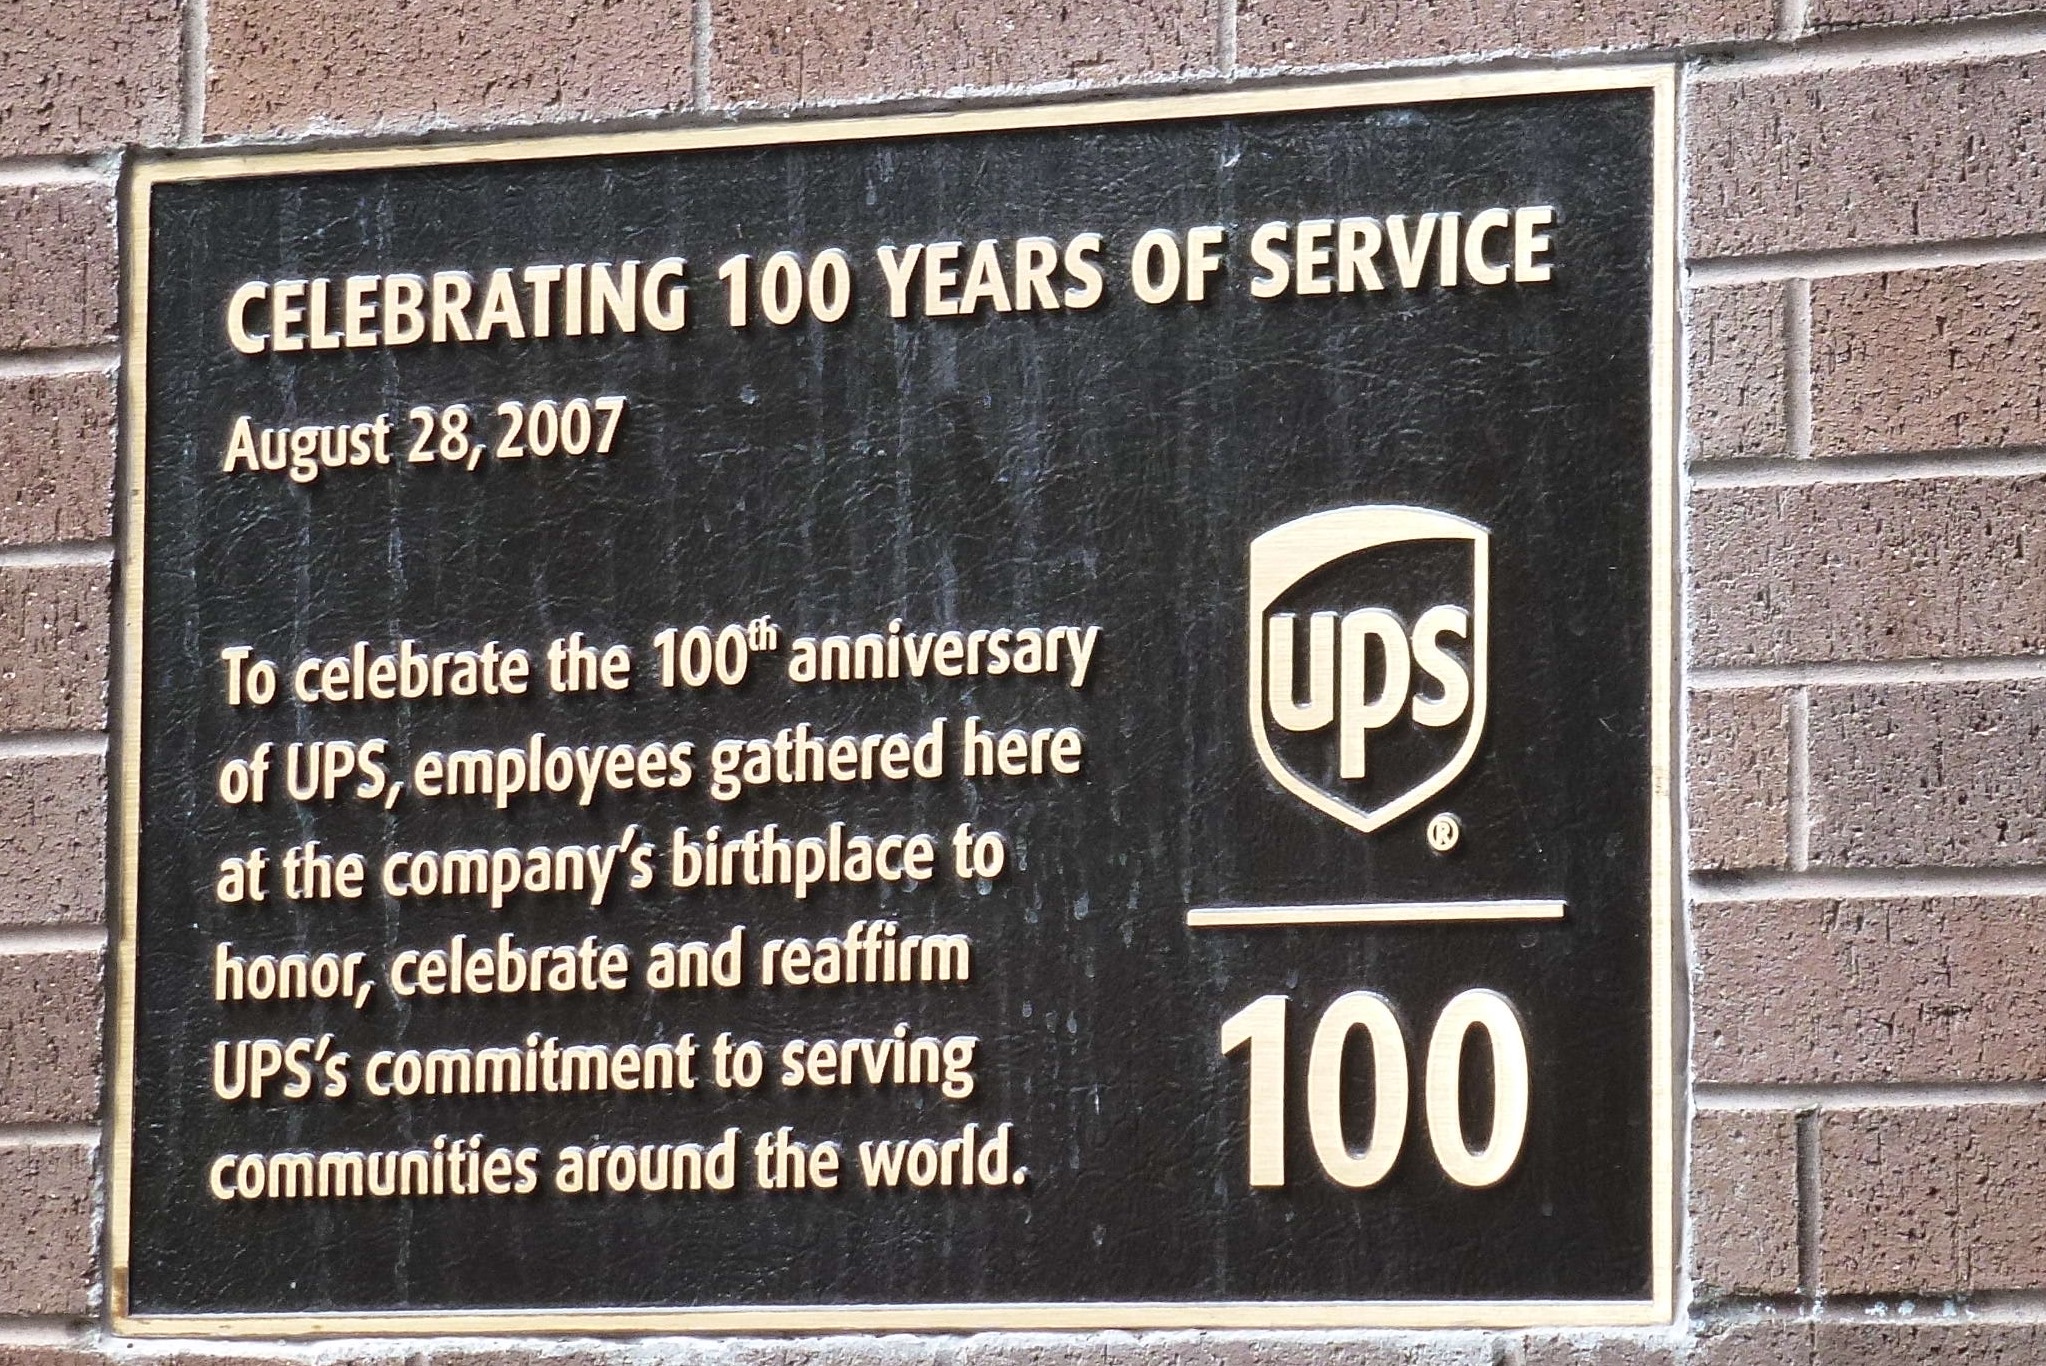 CELEBRATING 100 YEARS OF SERVICE
August 28, 2007
To celebrate the 100th anniversary
of UPS, employees gathered here
at the company's birthplace to
honor, celebrate and reaffirm
UPS's commitment to serving
communities around the world.
ups
®
100